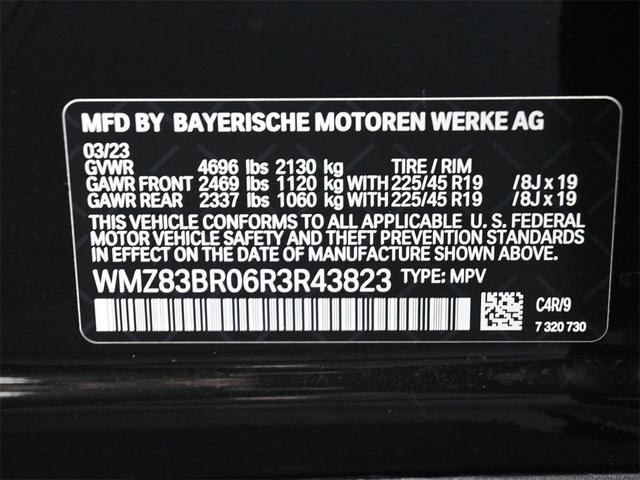 MFD BY BAYERISCHE MOTOREN WERKE AG
03/23
GVWR 4696 lbs 2130 kg TIRE / RIM
GAWR FRONT 2469 lbs 1120 kg WITH 225/45 R19 /8J x 19
GAWR REAR 2337 lbs 1060 kg WITH 225/45 R19 /8J x 19
THIS VEHICLE CONFORMS TO ALL APPLICABLE U. S. FEDERAL
MOTOR VEHICLE SAFETY, BUMPER, AND THEFT PREVENTION
STANDARDS IN EFFECT ON THE DATE OF MANUFACTURE SHOWN ABOVE.
WMZ83BR06R3R43823 TYPE: MPV
C4R/9
7 320 730